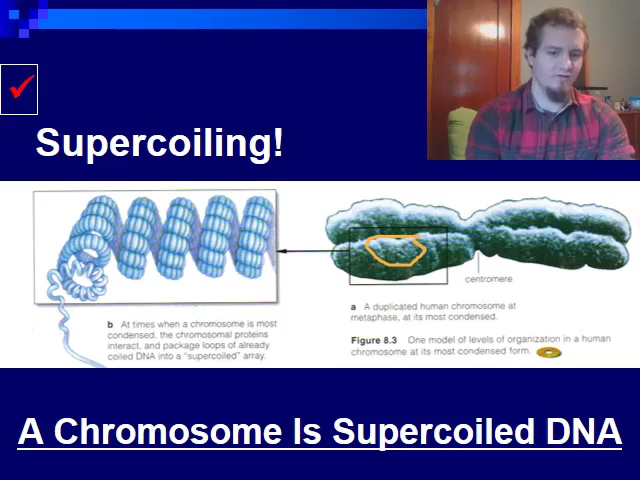 Supercoiling!
centromere
a A duplicated human chromosome at
metaphase, at its most condensed.
b At times when a chromosome is most
condensed, the chromosomal proteins
interact, and package loops of already
coiled DNA into a "supercoiled" array.
Figure 8.3 One model of levels of organization in a human
chromosome at its most condensed form.
A Chromosome Is Supercoiled DNA